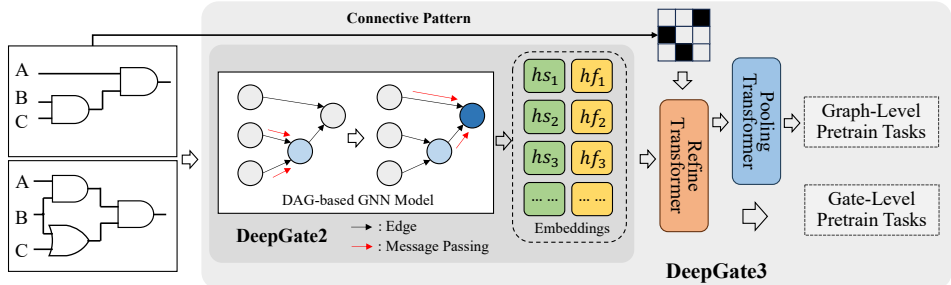 Connective Pattern
A
B
C
A
B
C
DAG-based GNN Model
DeepGate2
: Edge
: Message Passing
hs₁ hf₁
hs₂ hf₂
hs₃ hf₃
... ... ... ...
Embeddings
Refine
Transformer
Pooling
Transformer
Graph-Level
Pretrain Tasks
Gate-Level
Pretrain Tasks
DeepGate3